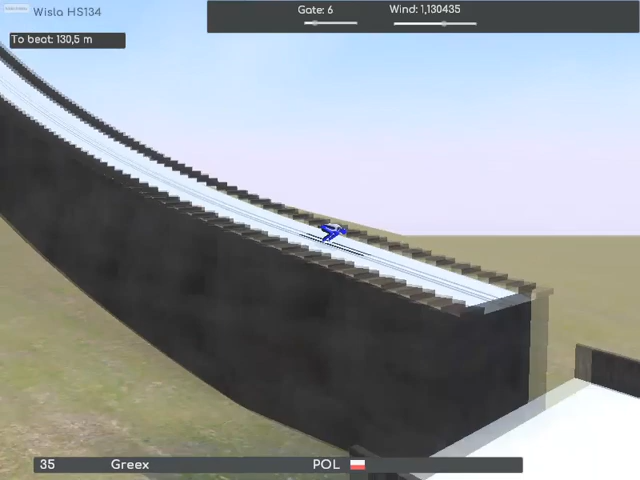 Wisla HS134
To beat: 130,5 m
Gate: 6
Wind: 1,130435
35 Greex POL